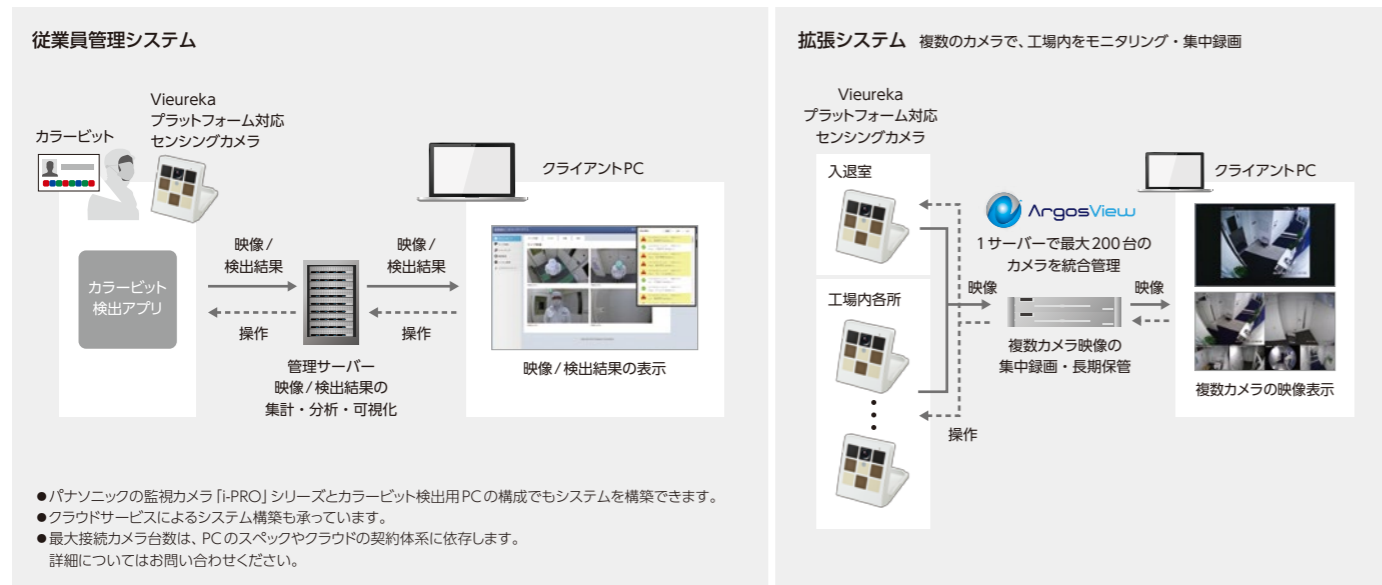 従業員管理システム
カラービット
Vieureka
プラットフォーム対応
センシングカメラ
カラービット
検出アプリ
映像/
検出結果
操作
管理サーバー
映像/検出結果の
集計・分析・可視化
映像/
検出結果
操作
クライアントPC
映像/検出結果の表示
●パナソニックの監視カメラ「i-PRO」シリーズとカラービット検出用PCの構成でもシステムを構築できます。
●クラウドサービスによるシステム構築も承っています。
●最大接続カメラ台数は、PCのスペックやクラウドの契約体系に依存します。
詳細についてはお問い合わせください。
拡張システム 複数のカメラで、工場内をモニタリング・集中録画
Vieureka
プラットフォーム対応
センシングカメラ
入退室
工場内各所
映像
操作
ArgosView
1サーバーで最大200台の
カメラを統合管理
複数カメラ映像の
集中録画・長期保管
映像
クライアントPC
複数カメラの映像表示